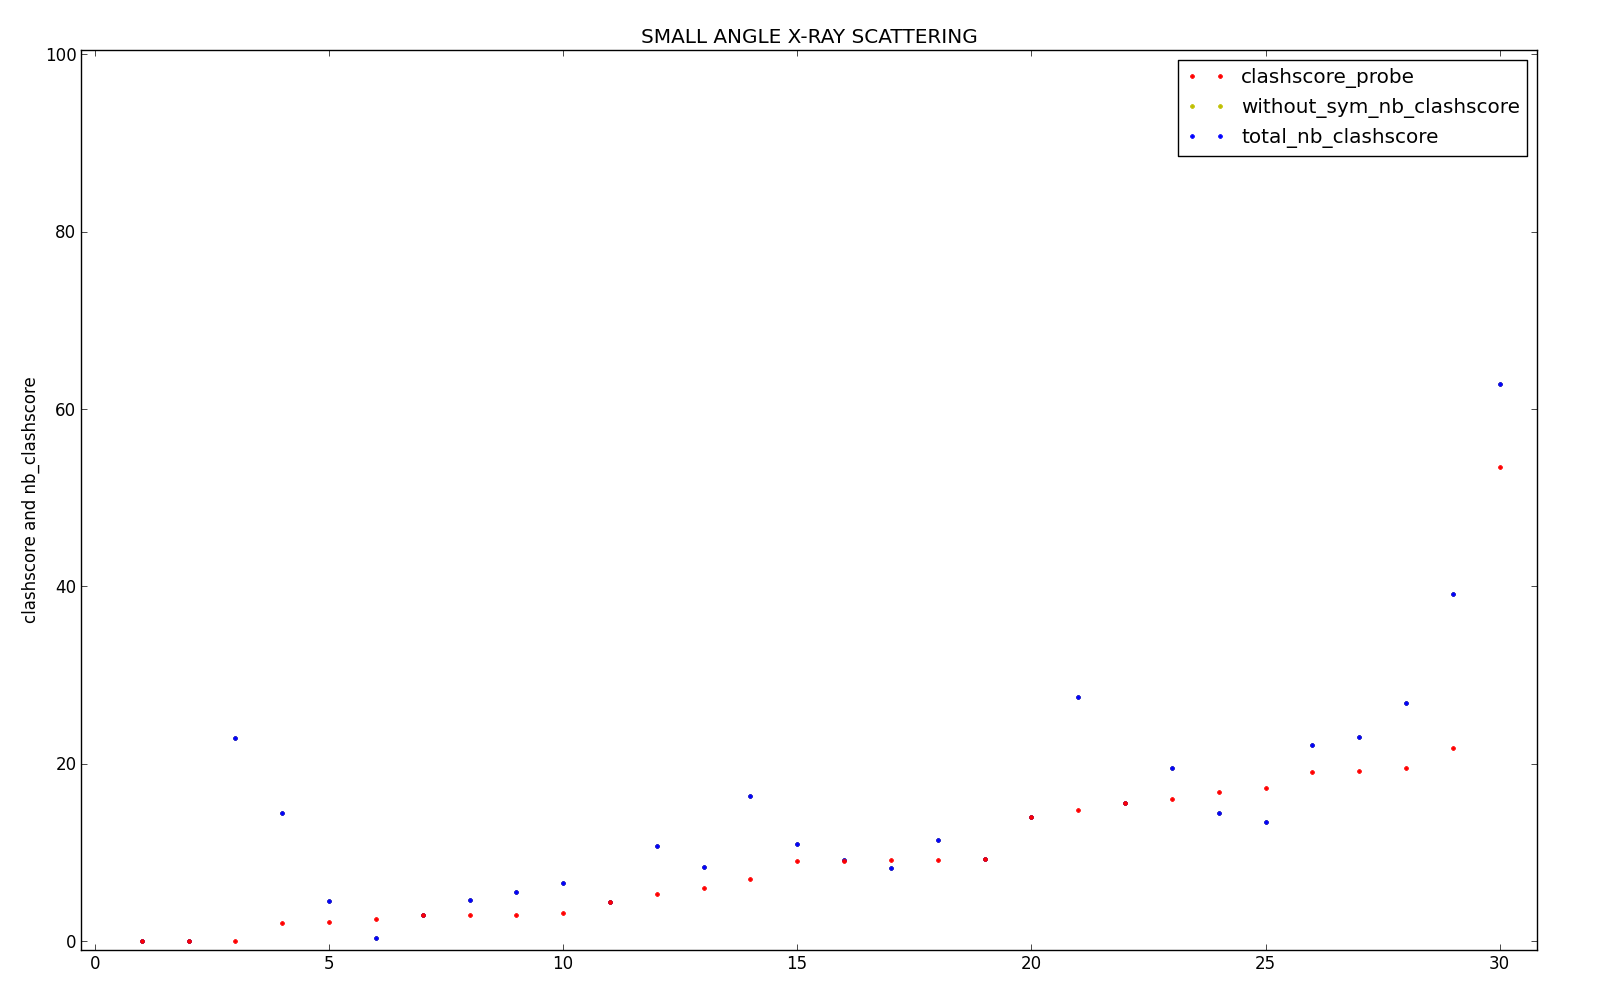 SMALL ANGLE X-RAY SCATTERING
100
80
60
40
20
0
clashscore and nb_clashscore
clashscore_probe
without_sym_nb_clashscore
total_nb_clashscore
0 5 10 15 20 25 30